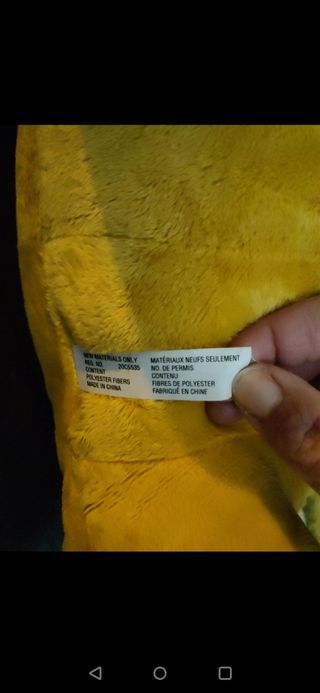 NEW MATERIALS ONLY
REG. NO. 20C5535
CONTENT
POLYESTER FIBERS
MADE IN CHINA
MATÉRIAUX NEUFS SEULEMENT
NO. DE PERMIS
CONTENU
FIBRES DE POLYESTER
FABRIQUÉ EN CHINE